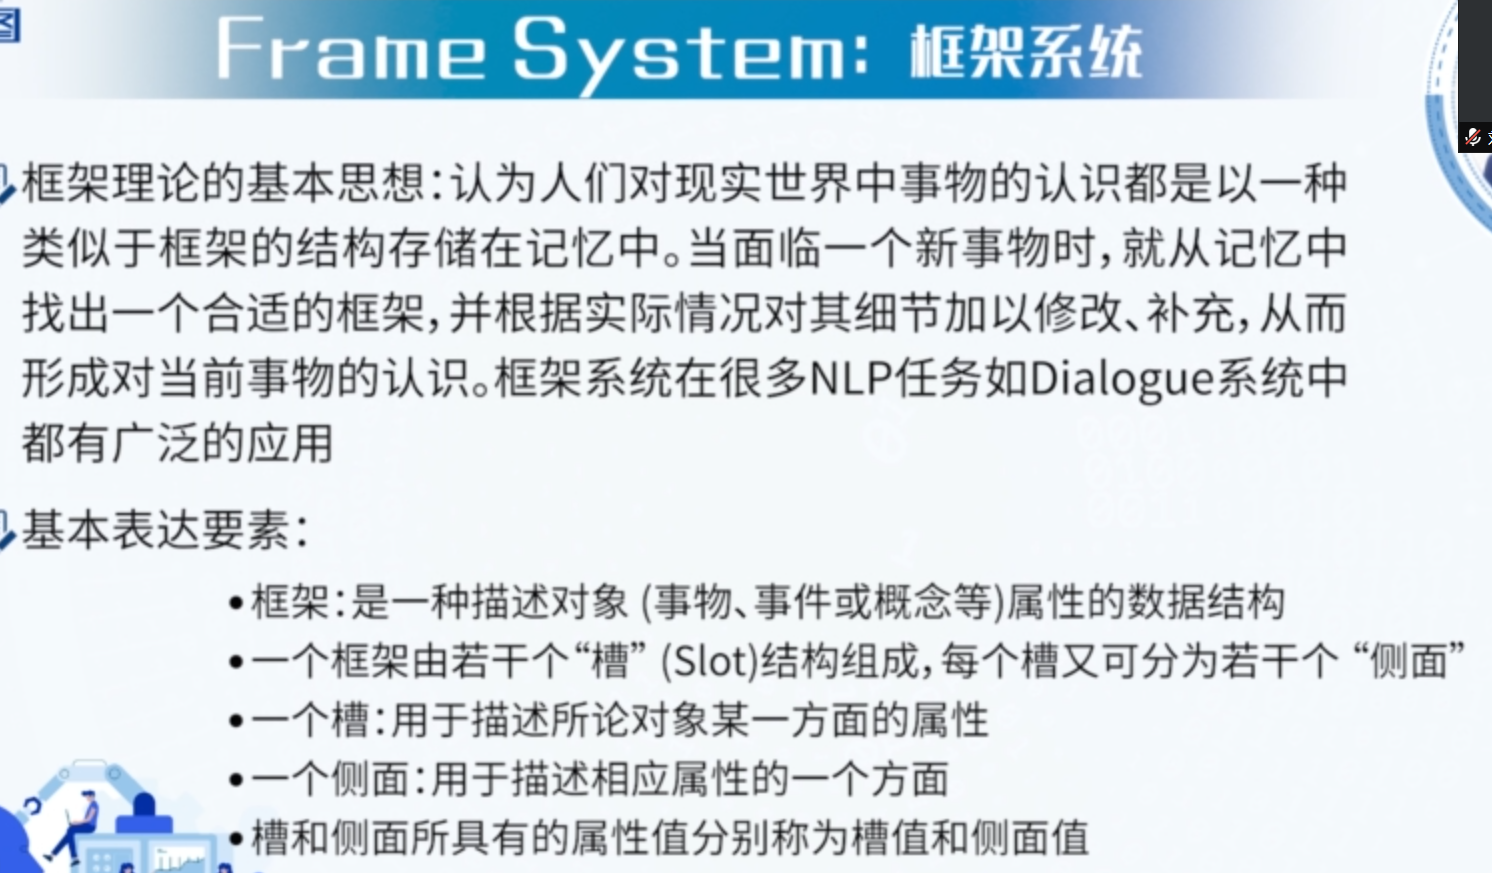 图
Frame System: 框架系统
框架理论的基本思想：认为人们对现实世界中事物的认识都是以一种
类似于框架的结构存储在记忆中。当面临一个新事物时，就从记忆中
找出一个合适的框架，并根据实际情况对其细节加以修改、补充，从而
形成对当前事物的认识。框架系统在很多NLP任务如Dialogue系统中
都有广泛的应用
基本表达要素：
•框架：是一种描述对象 (事物、事件或概念等)属性的数据结构
•一个框架由若干个“槽” (Slot)结构组成，每个槽又可分为若干个 “侧面”
•一个槽：用于描述所论对象某一方面的属性
•一个侧面：用于描述相应属性的一个方面
•槽和侧面所具有的属性值分别称为槽值和侧面值